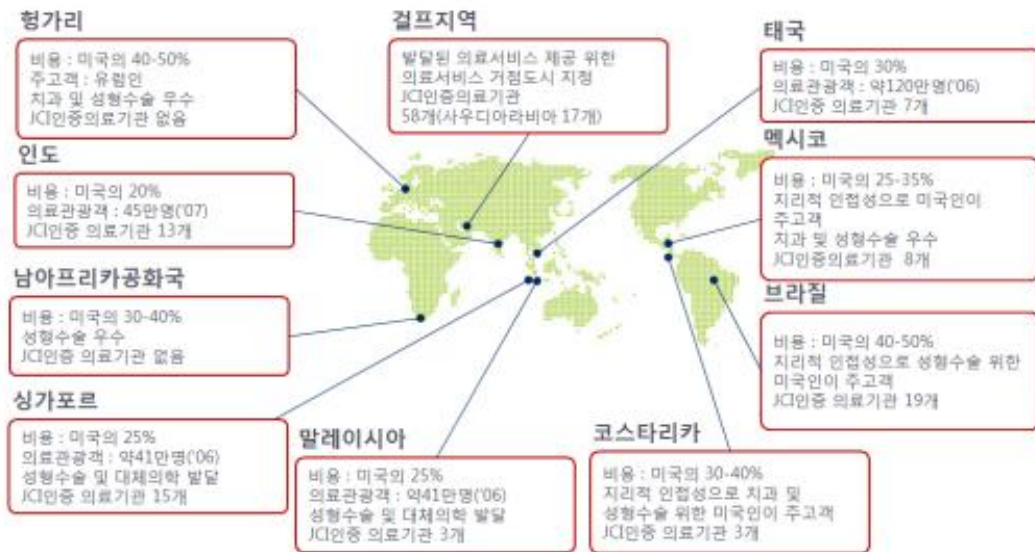 헝가리
비용 : 미국의 40-50%
주고객 : 유럽인
치과 및 성형수술 우수
JCI인증의료기관 없음
걸프지역
발달된 의료서비스 제공 위한
의료서비스 거점도시 지정
JCI인증의료기관
58개(사우디아라비아 17개)
태국
비용 : 미국의 30%
의료관광객 : 약120만명('06)
JCI인증의료기관 7개
인도
비용 : 미국의 20%
의료관광객 : 45만명('07)
JCI인증 의료기관 13개
멕시코
비용 : 미국의 25-35%
지리적 인접성으로 미국인이
주고객
치과 및 성형수술 우수
JCI인증의료기관 8개
남아프리카공화국
비용 : 미국의 30-40%
성형수술 우수
JCI인증 의료기관 없음
브라질
비용 : 미국의 40-50%
지리적 인접성으로 성형수술 위한
미국인이 주고객
JCI인증 의료기관 19개
싱가포르
비용 : 미국의 25%
의료관광객 : 약41만명('06)
성형수술 및 대체의학 발달
JCI인증 의료기관 15개
말레이시아
비용 : 미국의 25%
의료관광객 : 약41만명('06)
성형수술 및 대체의학 발달
JCI인증 의료기관 3개
코스타리카
비용 : 미국의 30-40%
지리적 인접성으로 치과 및
성형수술 위한 미국인이 주고객
JCI인증 의료기관 3개